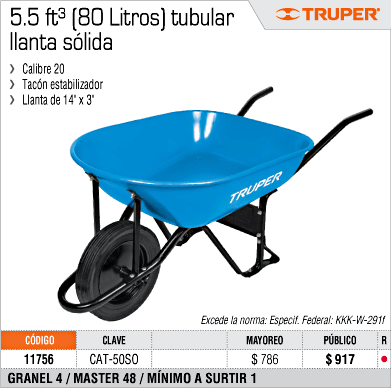 5.5 ft³ (80 Litros) tubular
llanta sólida
TRUPER®
❯ Calibre 20
❯ Tacón estabilizador
❯ Llanta de 14" x 3"
TRUPER
Excede la norma: Especif. Federal: KKK-W-291f
CÓDIGO CLAVE MAYOREO PÚBLICO R
11756 CAT-50SO $ 786 $ 917 ●
GRANEL 4 / MASTER 48 / MÍNIMO A SURTIR 1